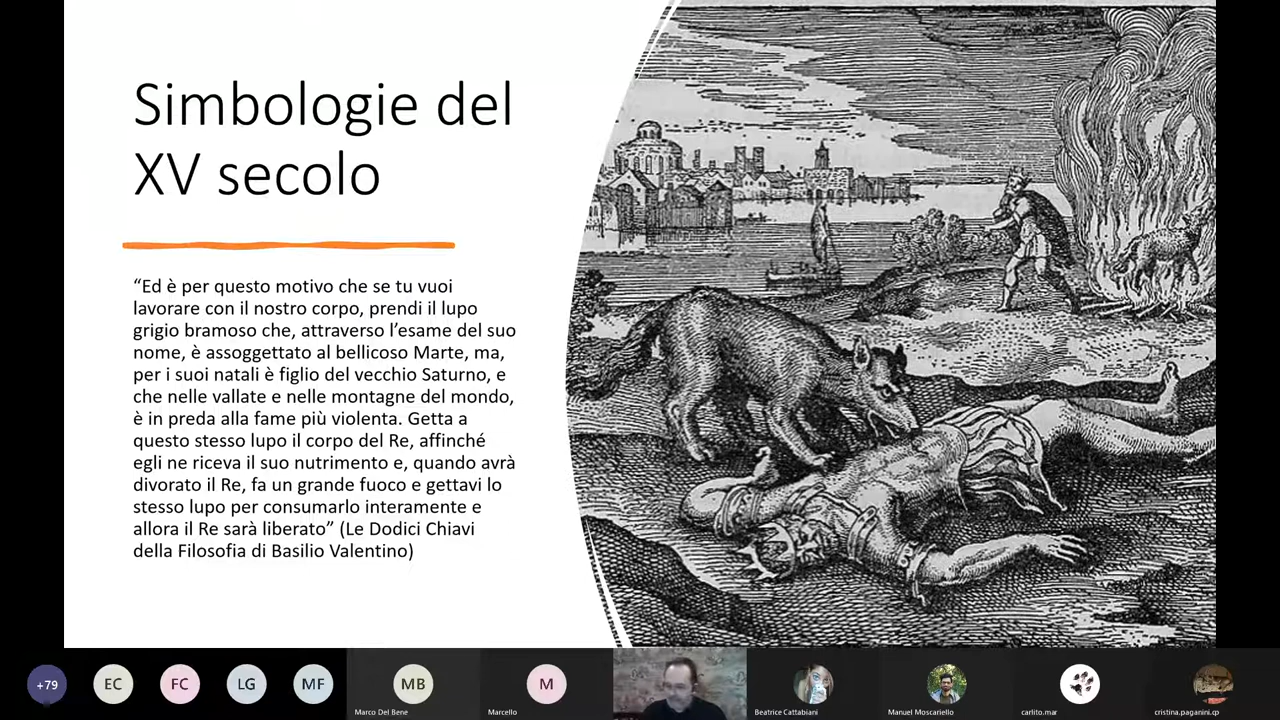 Simbologie del
XV secolo
“Ed è per questo motivo che se tu vuoi
lavorare con il nostro corpo, prendi il lupo
grigio bramoso che, attraverso l’esame del suo
nome, è assoggettato al bellicoso Marte, ma,
per i suoi natali è figlio del vecchio Saturno, e
che nelle vallate e nelle montagne del mondo,
è in preda alla fame più violenta. Getta a
questo stesso lupo il corpo del Re, affinché
egli ne riceva il suo nutrimento e, quando avrà
divorato il Re, fa un grande fuoco e gettavi lo
stesso lupo per consumarlo interamente e
allora il Re sarà liberato” (Le Dodici Chiavi
della Filosofia di Basilio Valentino)
+79 EC FC LG MF MB M
Marco Del Bene Marcello Beatrice Cattabiani Manuel Moscariello carlito.mar cristina.paganini.cp